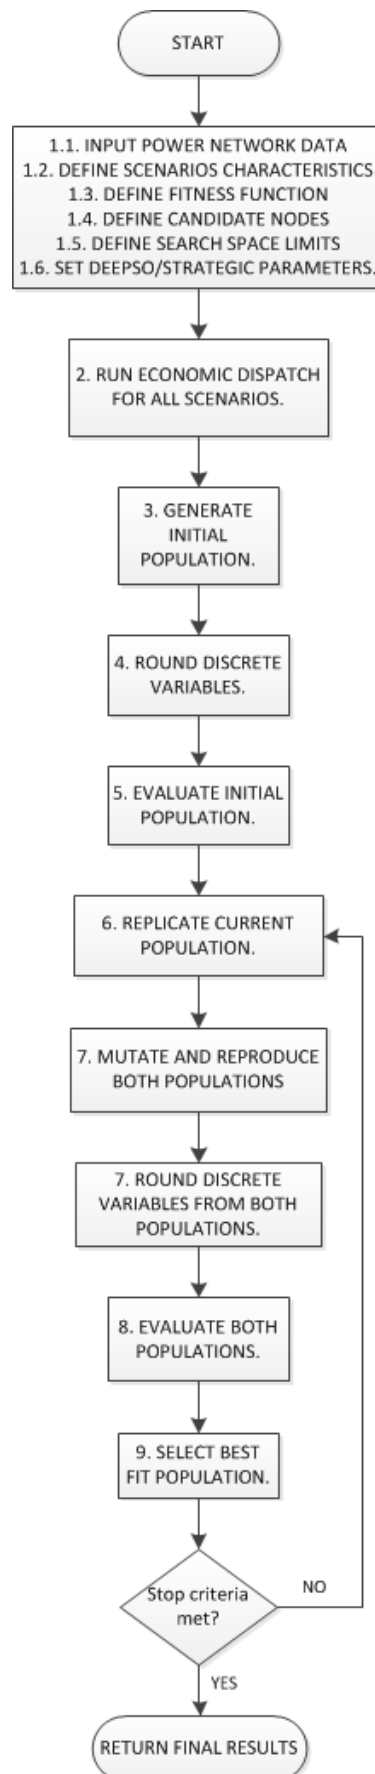 START
1.1. INPUT POWER NETWORK DATA
1.2. DEFINE SCENARIOS CHARACTERISTICS
1.3. DEFINE FITNESS FUNCTION
1.4. DEFINE CANDIDATE NODES
1.5. DEFINE SEARCH SPACE LIMITS
1.6. SET DEEPSO/STRATEGIC PARAMETERS.
2. RUN ECONOMIC DISPATCH
FOR ALL SCENARIOS.
3. GENERATE
INITIAL
POPULATION.
4. ROUND DISCRETE
VARIABLES.
5. EVALUATE INITIAL
POPULATION.
6. REPLICATE CURRENT
POPULATION.
7. MUTATE AND REPRODUCE
BOTH POPULATIONS
7. ROUND DISCRETE
VARIABLES FROM BOTH
POPULATIONS.
8. EVALUATE BOTH
POPULATIONS.
9. SELECT BEST
FIT POPULATION.
Stop criteria
met?
NO
YES
RETURN FINAL RESULTS